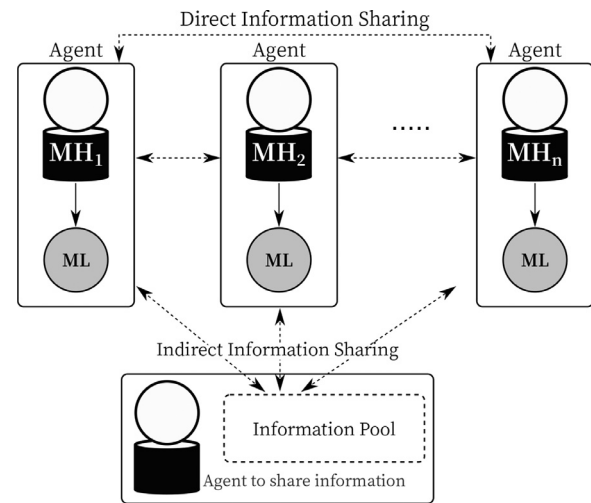 Direct Information Sharing
Agent Agent Agent
.....
MH₁ MH₂ MHₙ
ML ML ML
Indirect Information Sharing
Information Pool
Agent to share information